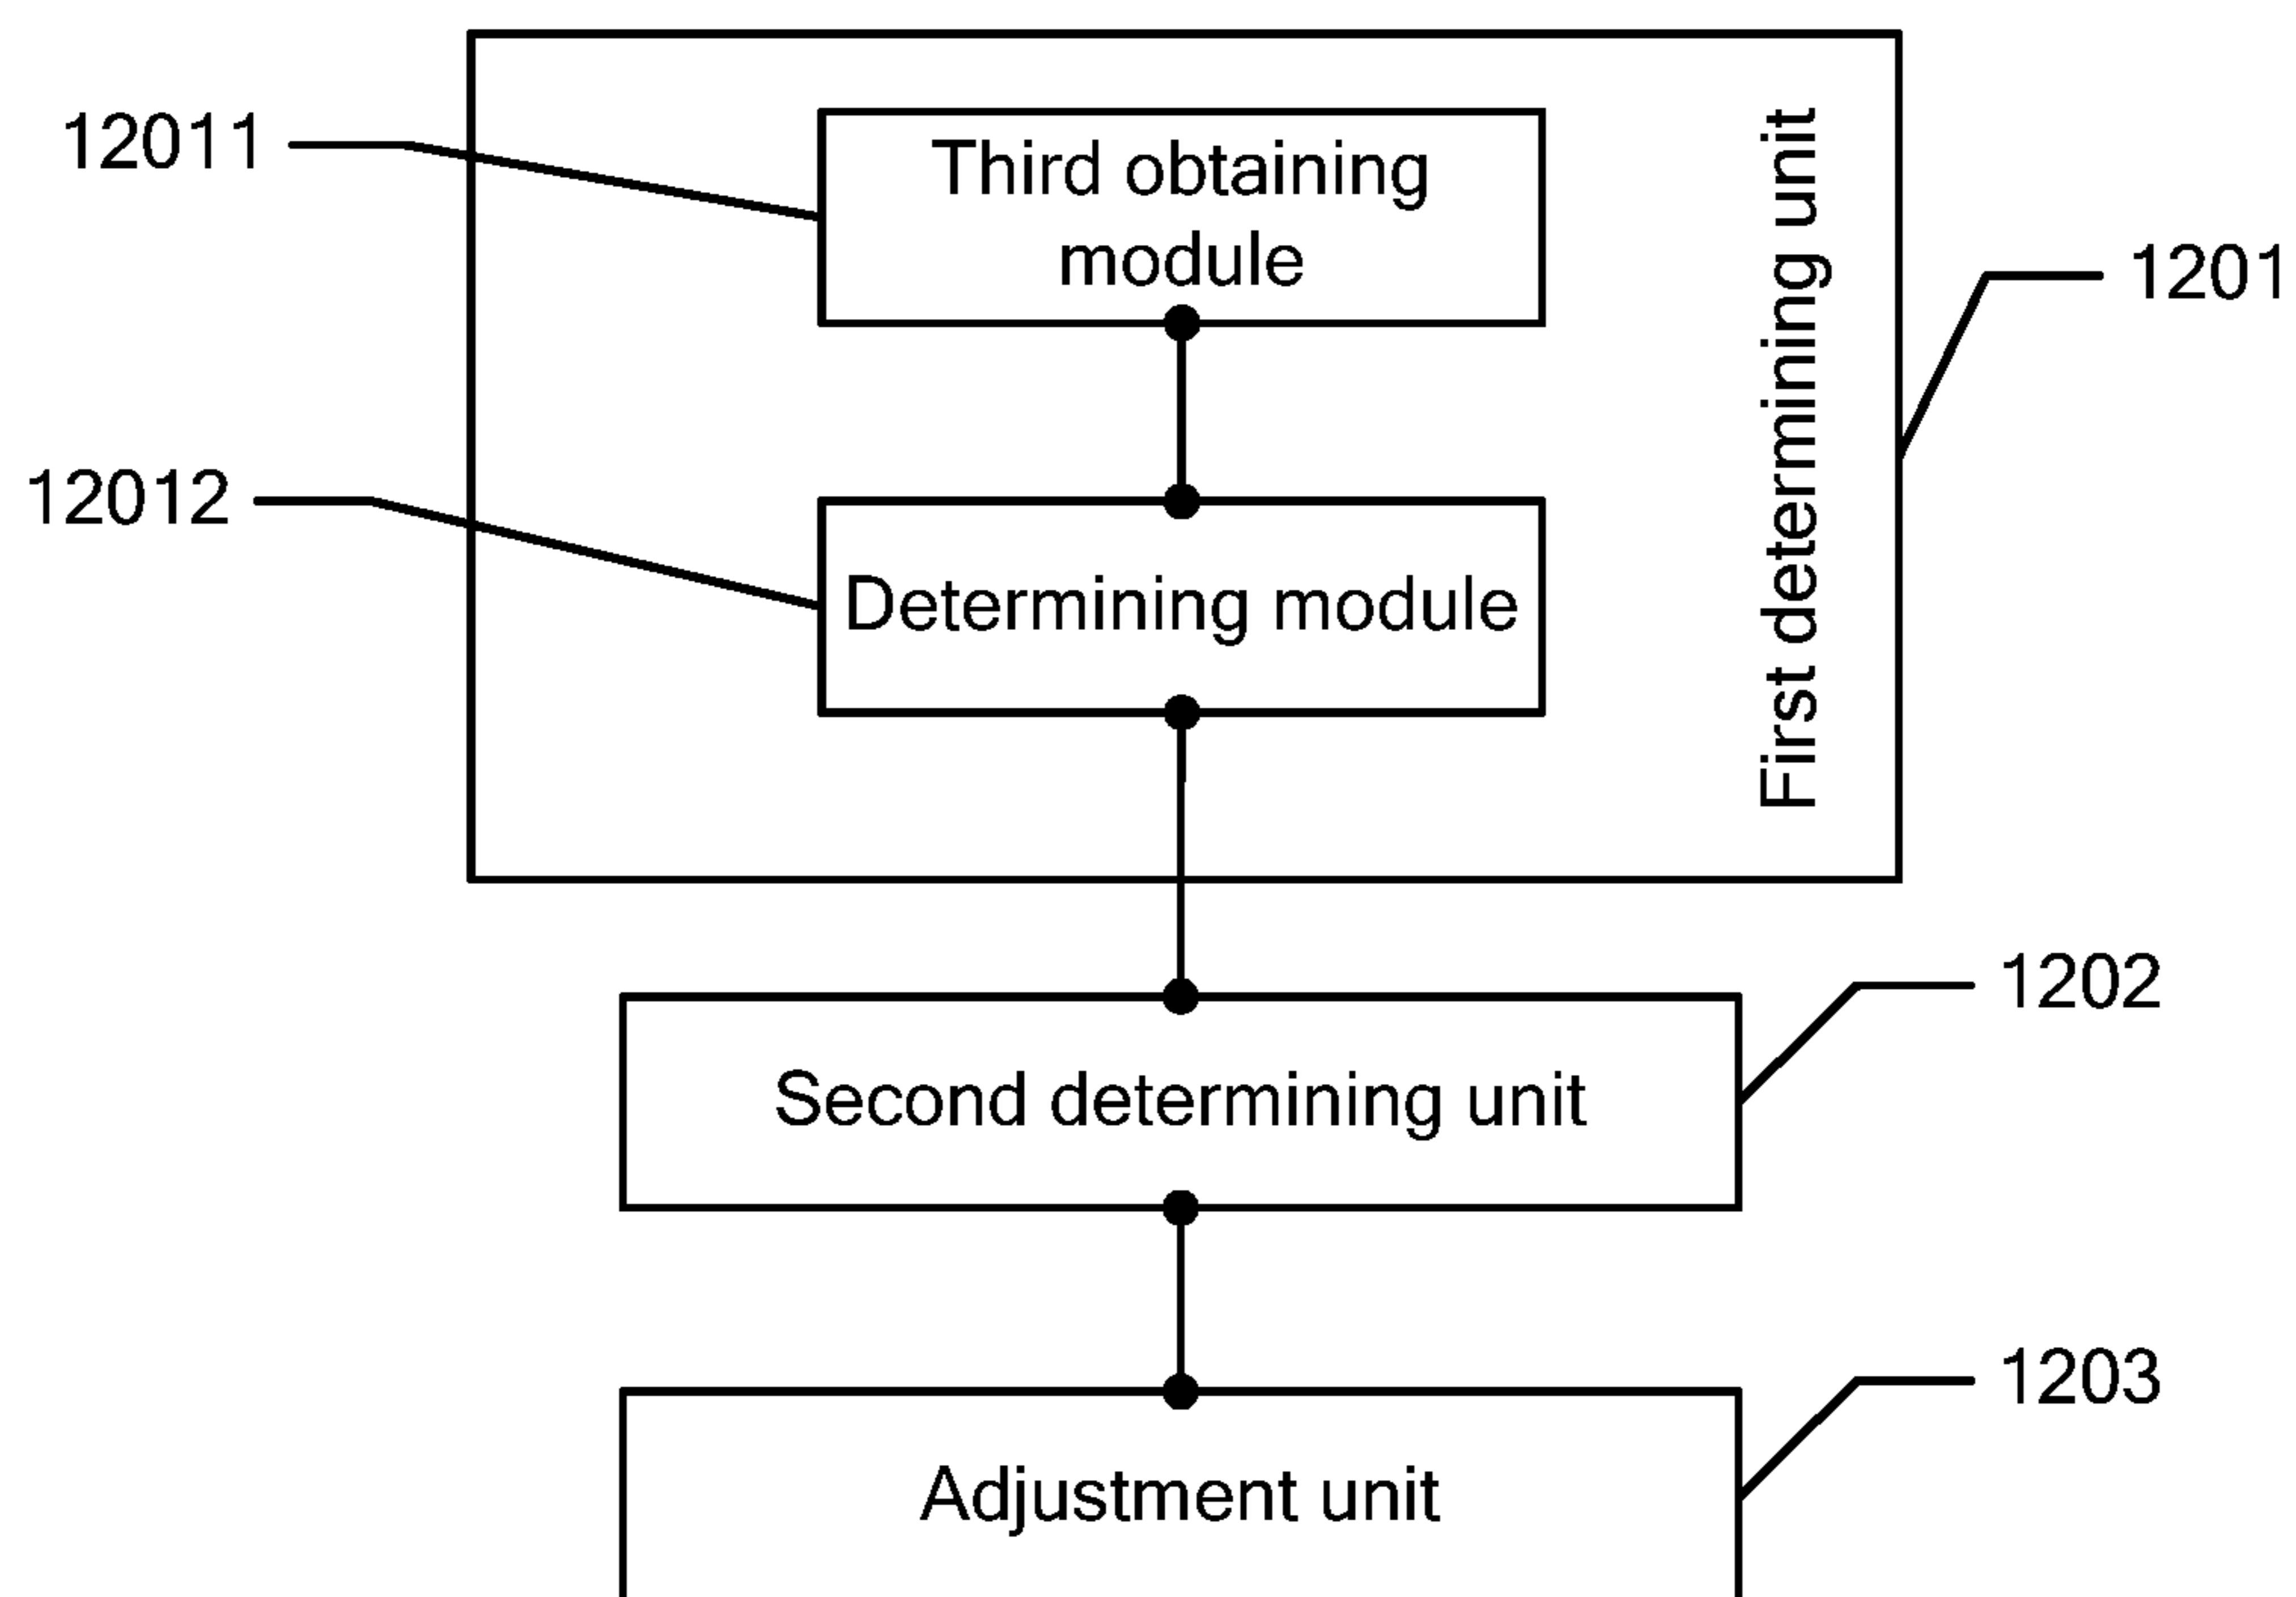 12011
Third obtaining
module
First determining unit
1201
12012
Determining module
1202
Second determining unit
1203
Adjustment unit